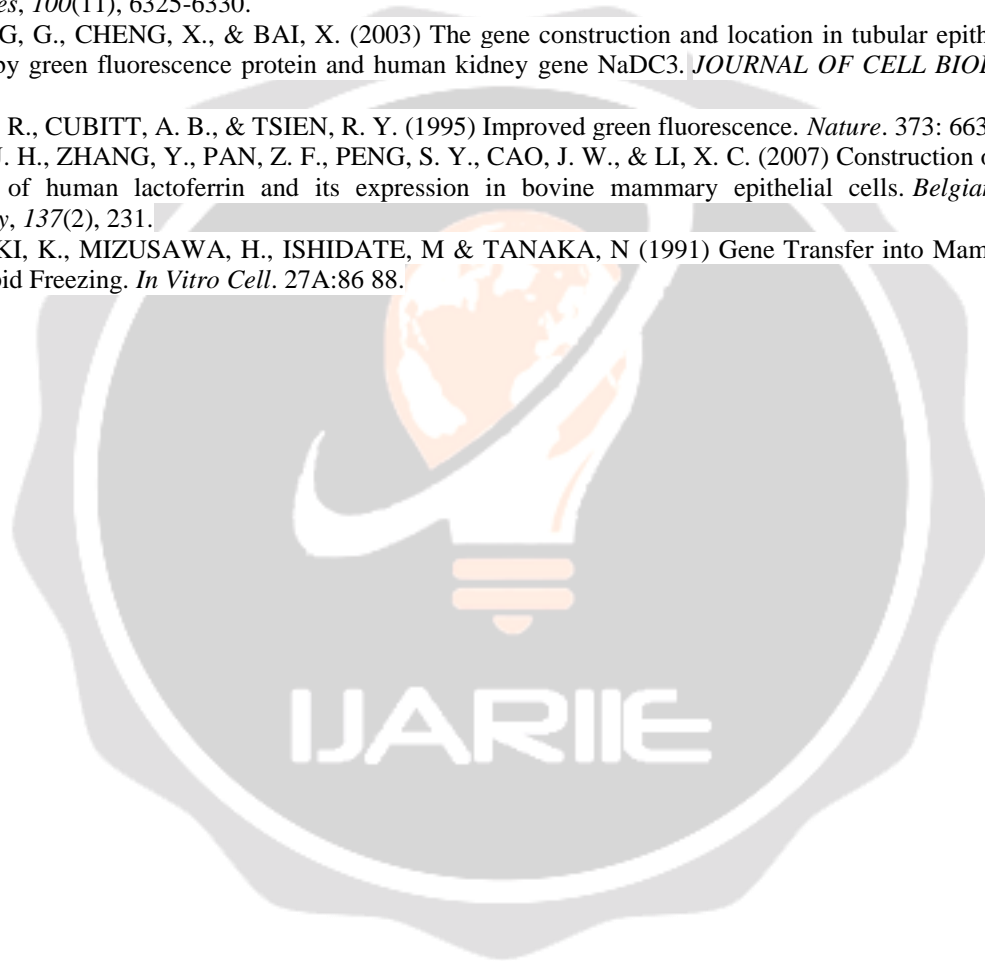 es, 100(11), 6325-6330.
G, G., CHENG, X., & BAI, X. (2003) The gene construction and location in tubular epith
by green fluorescence protein and human kidney gene NaDC3. JOURNAL OF CELL BIO
R., CUBITT, A. B., & TSIEN, R. Y. (1995) Improved green fluorescence. Nature. 373: 663
H., ZHANG, Y., PAN, Z. F., PENG, S. Y., CAO, J. W., & LI, X. C. (2007) Construction o
of human lactoferrin and its expression in bovine mammary epithelial cells. Belgian
y, 137(2), 231.
KI, K., MIZUSAWA, H., ISHIDATE, M & TANAKA, N (1991) Gene Transfer into Mam
oid Freezing. In Vitro Cell. 27A:86 88.
IJARIIE